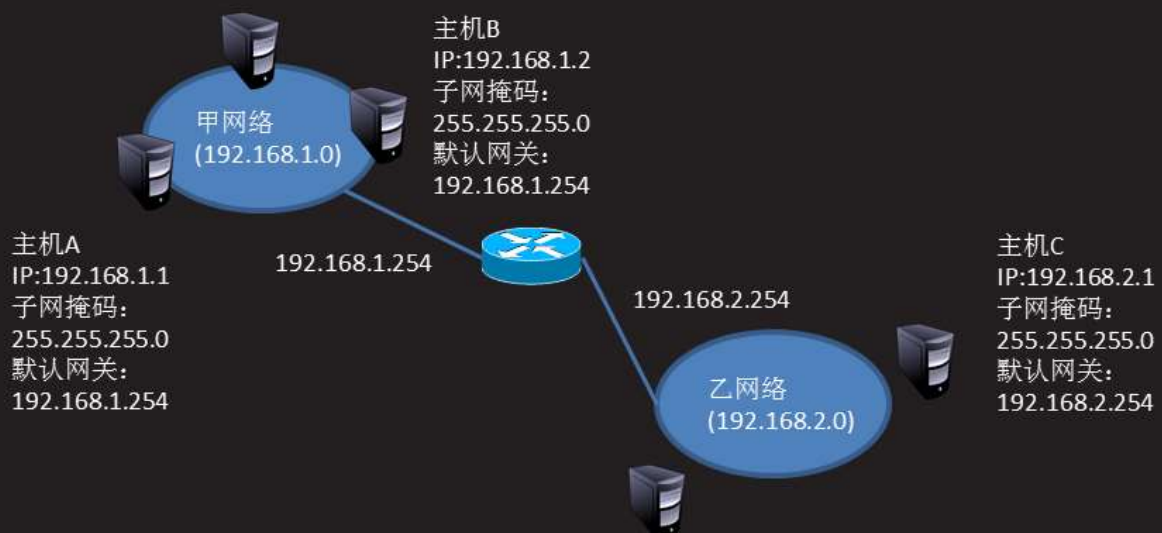 主机B
IP:192.168.1.2
子网掩码：
255.255.255.0
默认网关：
192.168.1.254
甲网络
(192.168.1.0)
主机A
IP:192.168.1.1
子网掩码：
255.255.255.0
默认网关：
192.168.1.254
192.168.1.254
192.168.2.254
主机C
IP:192.168.2.1
子网掩码：
255.255.255.0
默认网关：
192.168.2.254
乙网络
(192.168.2.0)